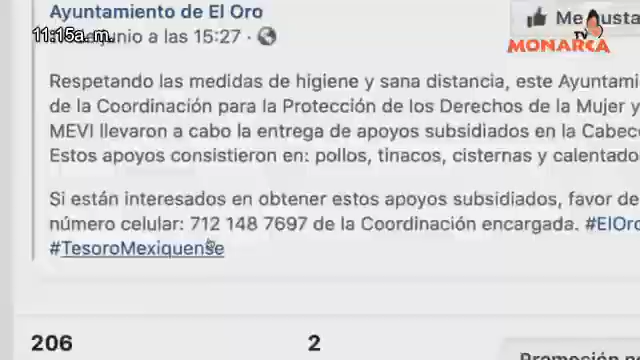 Ayuntamiento de El Oro
11:15a. m.
junio a las 15:27 ·
Me gusta
TV
MONARCA
Respetando las medidas de higiene y sana distancia, este Ayuntami
de la Coordinación para la Protección de los Derechos de la Mujer y
MEVI llevaron a cabo la entrega de apoyos subsidiados en la Cabec
Estos apoyos consistieron en: pollos, tinacos, cisternas y calentado
Si están interesados en obtener estos apoyos subsidiados, favor de
número celular: 712 148 7697 de la Coordinación encargada. #ElOro
#TesoroMexiquense
206
2
Promoción